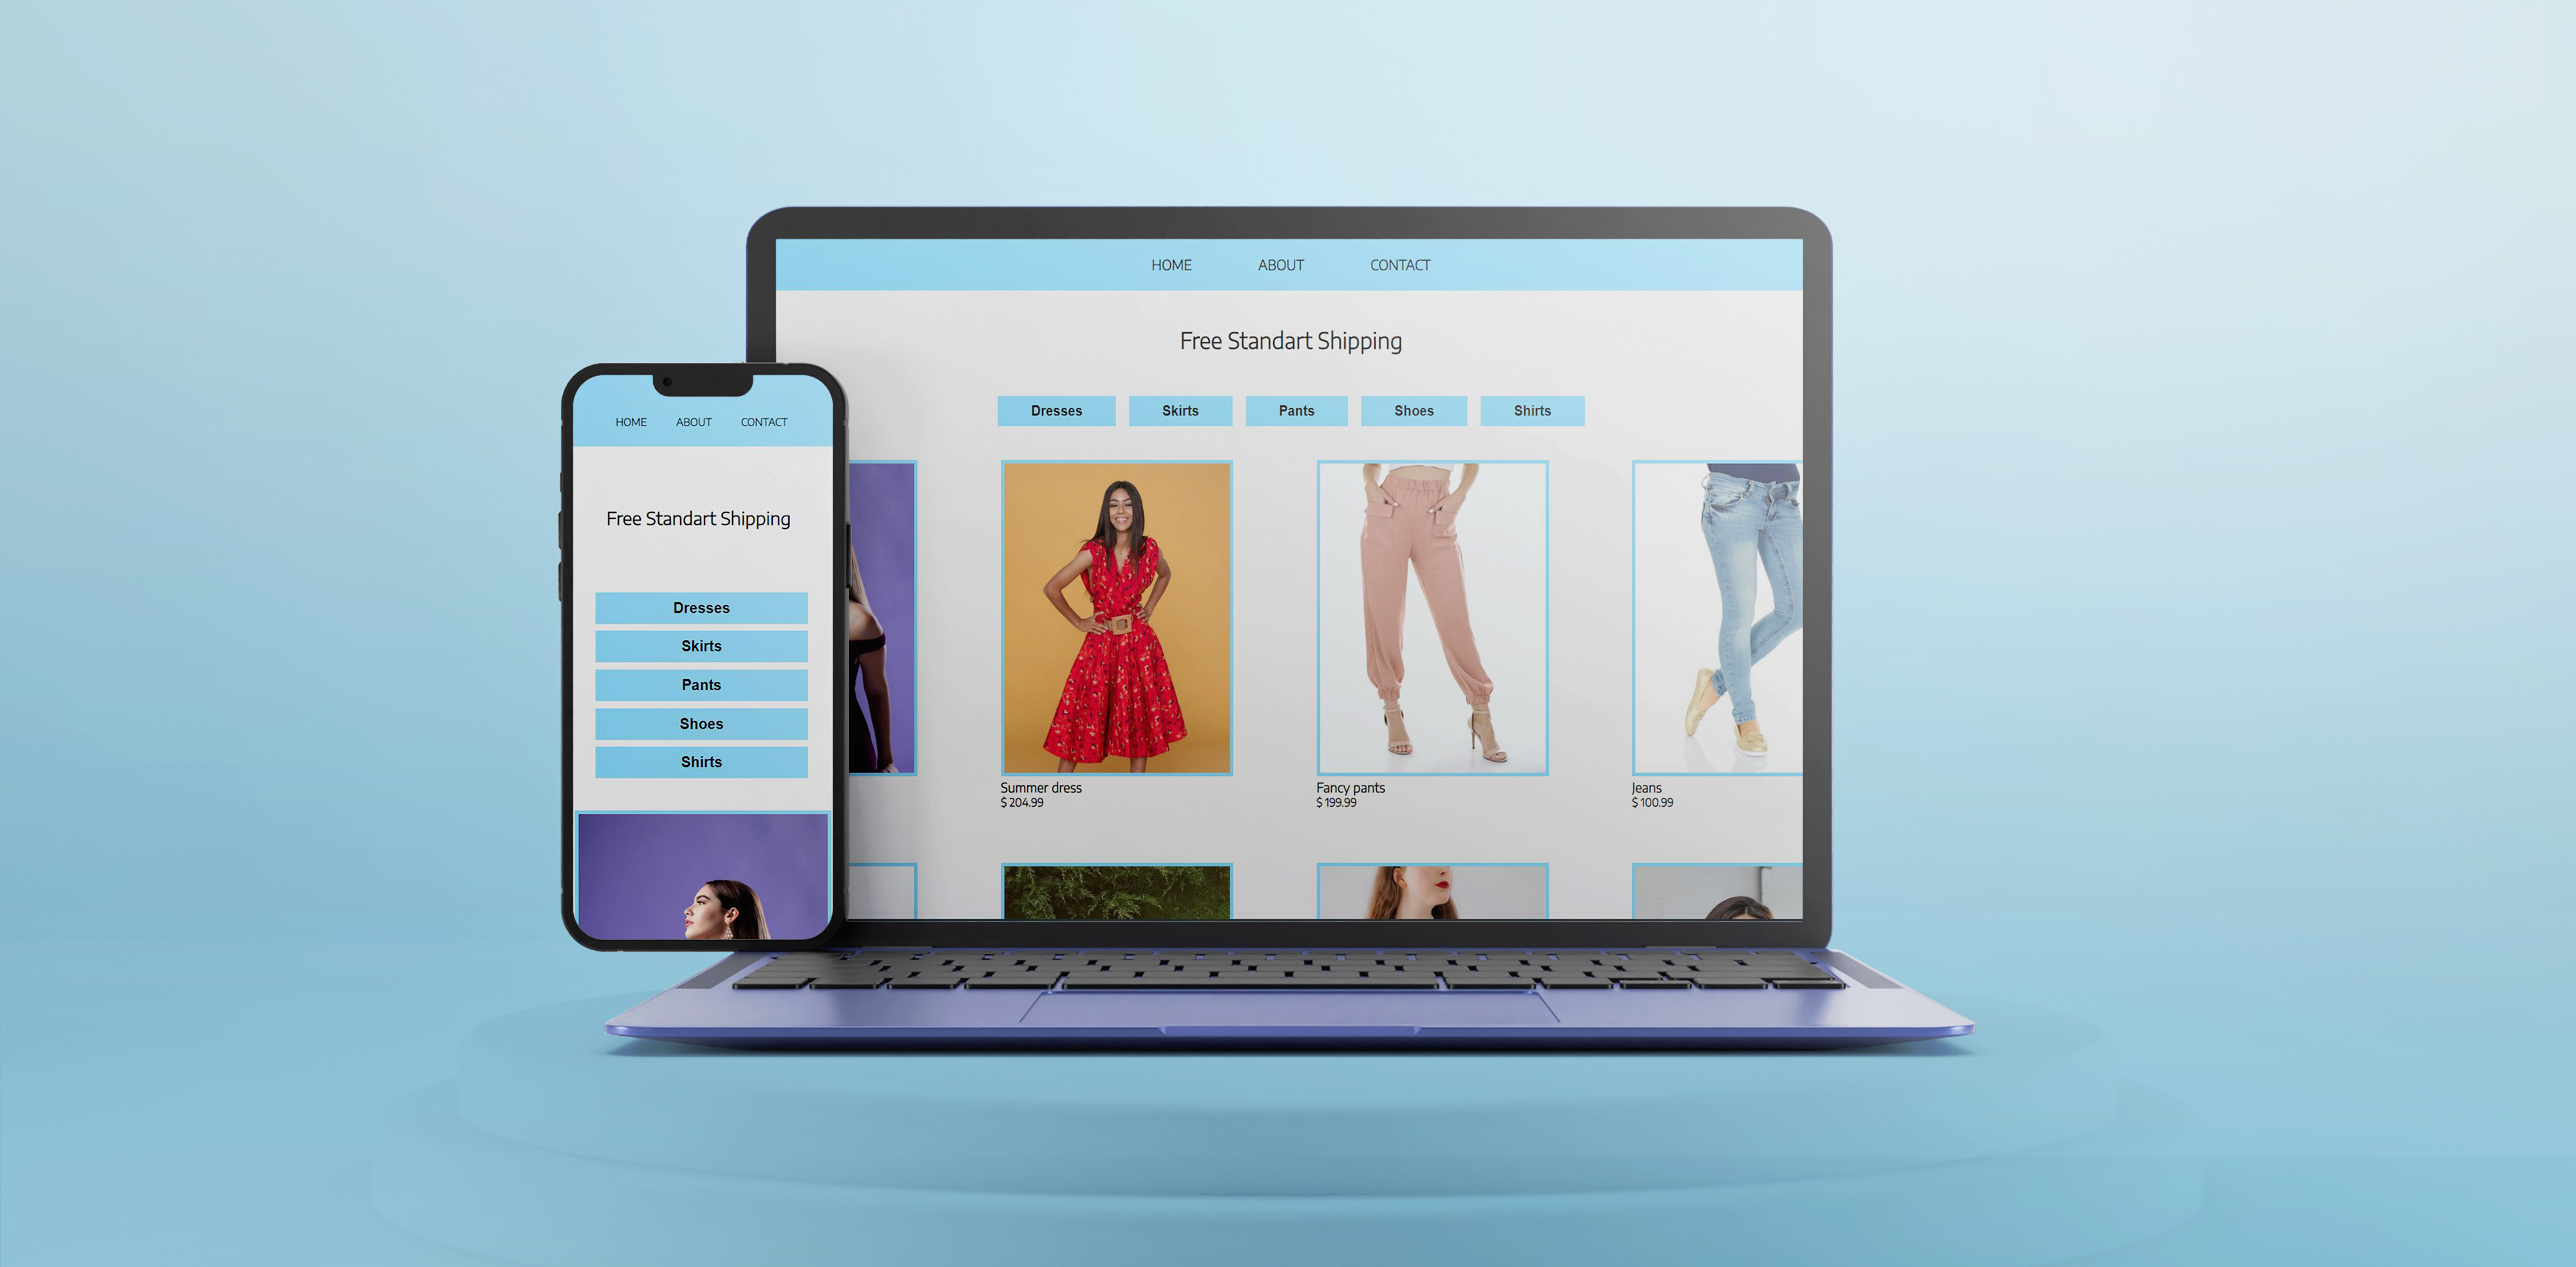 HOME ABOUT CONTACT
Free Standart Shipping
Dresses Skirts Pants Shoes Shirts
Summer dress
$ 204.99
Fancy pants
$ 199.99
Jeans
$ 100.99
HOME ABOUT CONTACT
Free Standart Shipping
Dresses
Skirts
Pants
Shoes
Shirts